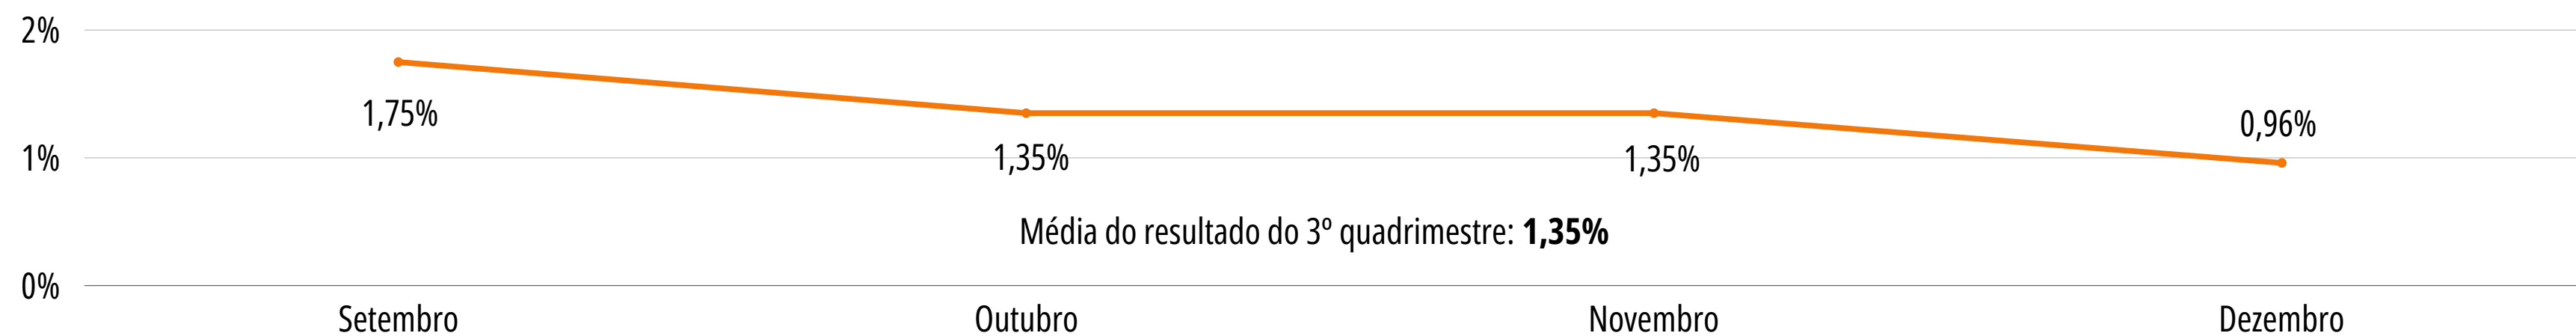 2%
1,75%
0,96%
1%
1,35%
1,35%
Média do resultado do 3º quadrimestre: 1,35%
0%
Setembro
Outubro
Novembro
Dezembro